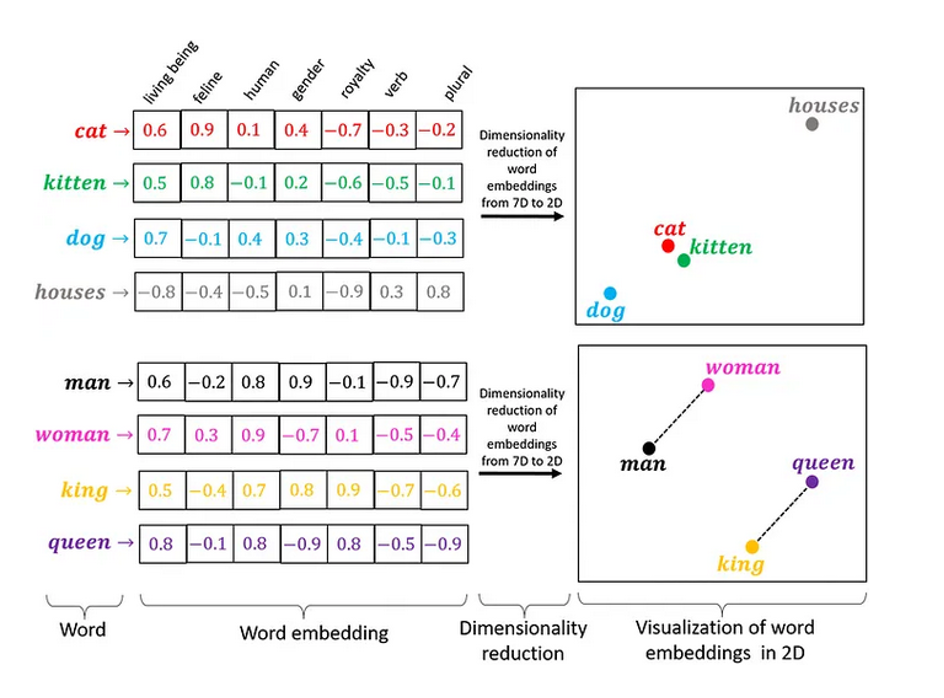 living being feline human gender royalty verb plural
cat → 0.6 0.9 0.1 0.4 −0.7 −0.3 −0.2
kitten → 0.5 0.8 −0.1 0.2 −0.6 −0.5 −0.1
dog → 0.7 −0.1 0.4 0.3 −0.4 −0.1 −0.3
houses → −0.8 −0.4 −0.5 0.1 −0.9 0.3 0.8
Dimensionality
reduction of
word
embeddings
from 7D to 2D
houses
cat
kitten
dog
man → 0.6 −0.2 0.8 0.9 −0.1 −0.9 −0.7
woman → 0.7 0.3 0.9 −0.7 0.1 −0.5 −0.4
king → 0.5 −0.4 0.7 0.8 0.9 −0.7 −0.6
queen → 0.8 −0.1 0.8 −0.9 0.8 −0.5 −0.9
Dimensionality
reduction of
word
embeddings
from 7D to 2D
woman
man
queen
king
Word
Word embedding
Dimensionality
reduction
Visualization of word
embeddings in 2D